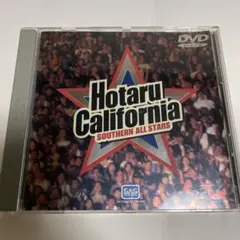 DVD
Hotaru
California
SOUTHERN ALL STARS